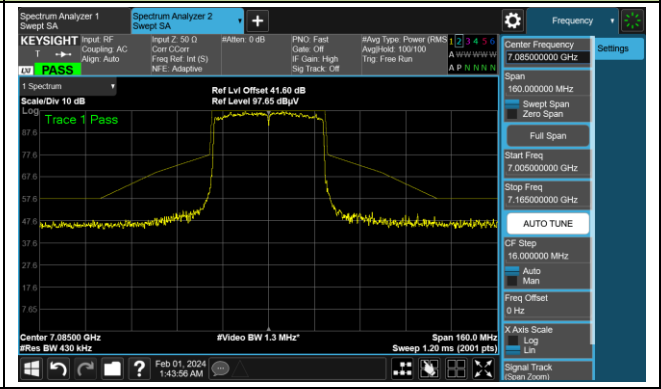 Spectrum Analyzer 1
Swept SA
Spectrum Analyzer 2
Swept SA
+
Frequency
KEYSIGHT
T
LXI
PASS
Input: RF
Coupling: AC
Align: Auto
Input Z: 50 Ω
Corr CCorr
Freq Ref: Int (S)
NFE: Adaptive
#Atten: 0 dB
PNO: Fast
Gate: Off
IF Gain: High
Sig Track: Off
#Avg Type: Power (RMS
Avg|Hold: 100/100
Trig: Free Run
1 2 3 4 5 6
A W W W W W
A P N N N N
1 Spectrum
Scale/Div 10 dB
Ref Lvl Offset 41.60 dB
Ref Level 97.65 dBµV
Log
Trace 1 Pass
87.6
77.6
67.6
57.6
47.6
37.6
27.6
17.6
7.65
Center 7.08500 GHz
#Res BW 430 kHz
#Video BW 1.3 MHz*
Span 160.0 MHz
Sweep 1.20 ms (2001 pts)
Center Frequency
7.085000000 GHz
Settings
Span
160.000000 MHz
Swept Span
Zero Span
Full Span
Start Freq
7.005000000 GHz
Stop Freq
7.165000000 GHz
AUTO TUNE
CF Step
16.000000 MHz
Auto
Man
Freq Offset
0 Hz
X Axis Scale
Log
Lin
Signal Track
(Span Zoom)
?
Feb 01, 2024
1:43:56 AM